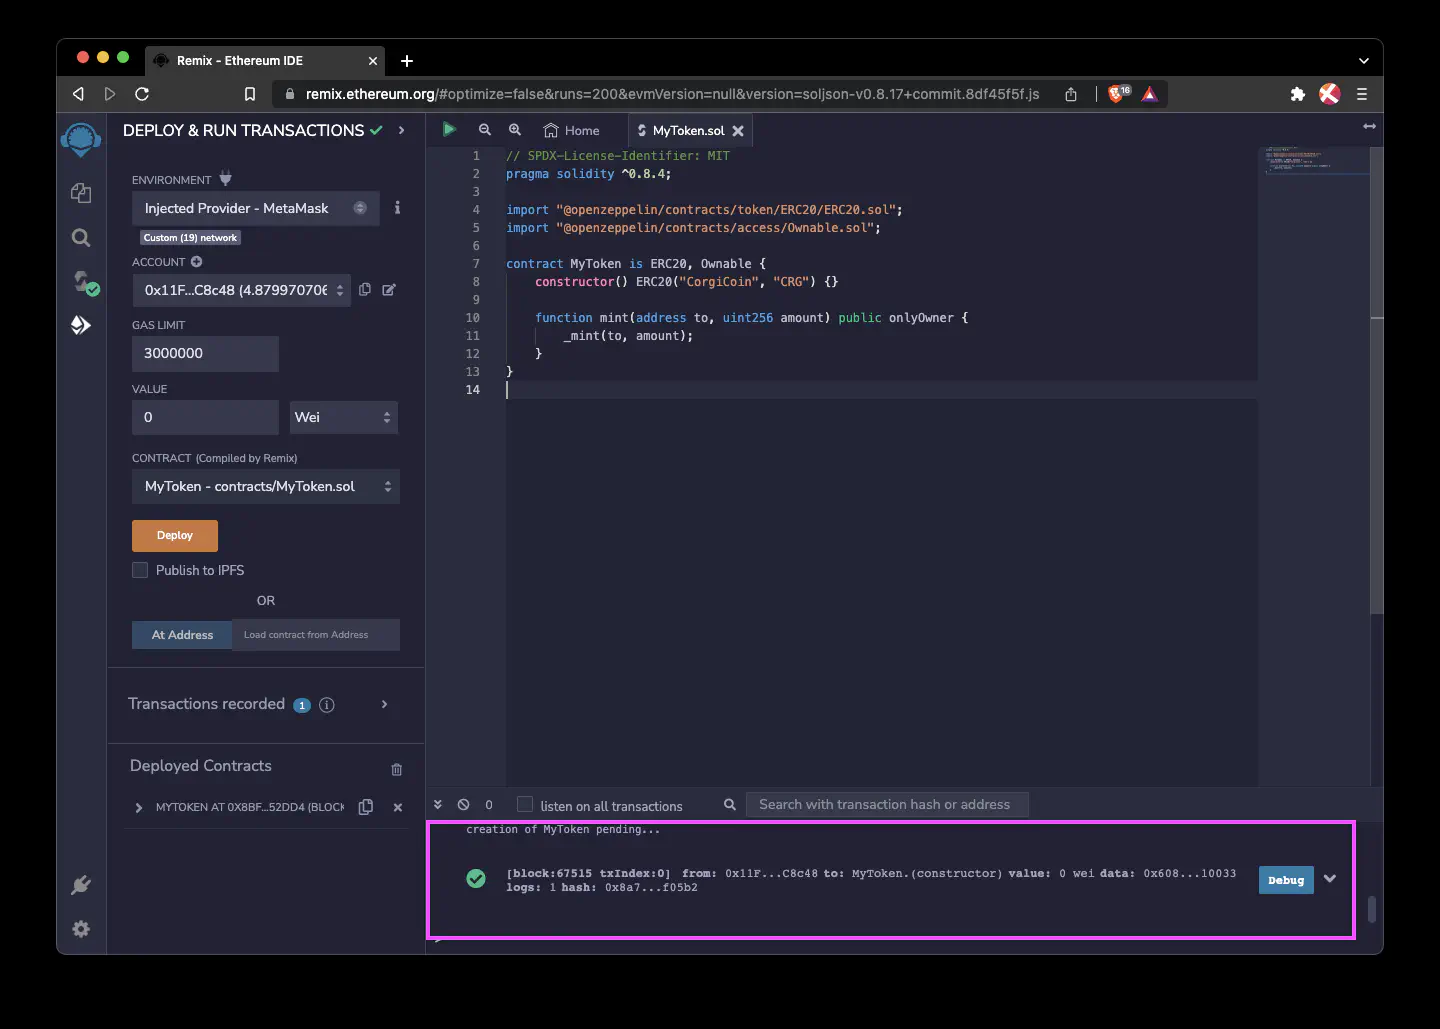 Remix - Ethereum IDE
remix.ethereum.org/#optimize=false&runs=200&evmVersion=null&version=soljson-v0.8.17+commit.8df45f5f.js
16
DEPLOY & RUN TRANSACTIONS
ENVIRONMENT
Injected Provider - MetaMask
Custom (19) network
ACCOUNT
0x11F...C8c48 (4.879970706
GAS LIMIT
3000000
VALUE
0
Wei
CONTRACT (Compiled by Remix)
MyToken - contracts/MyToken.sol
Deploy
Publish to IPFS
OR
At Address
Load contract from Address
Transactions recorded 1
Deployed Contracts
MYTOKEN AT 0X8BF...52DD4 (BLOCK
Home
MyToken.sol
1 // SPDX-License-Identifier: MIT
2 pragma solidity ^0.8.4;
3
4 import "@openzeppelin/contracts/token/ERC20/ERC20.sol";
5 import "@openzeppelin/contracts/access/Ownable.sol";
6
7 contract MyToken is ERC20, Ownable {
8 constructor() ERC20("CorgiCoin", "CRG") {}
9
10 function mint(address to, uint256 amount) public onlyOwner {
11 _mint(to, amount);
12 }
13 }
14
0
listen on all transactions
Search with transaction hash or address
creation of MyToken pending...
[block:67515 txIndex:0] from: 0x11F...C8c48 to: MyToken.(constructor) value: 0 wei data: 0x608...10033
logs: 1 hash: 0x8a7...f05b2
Debug